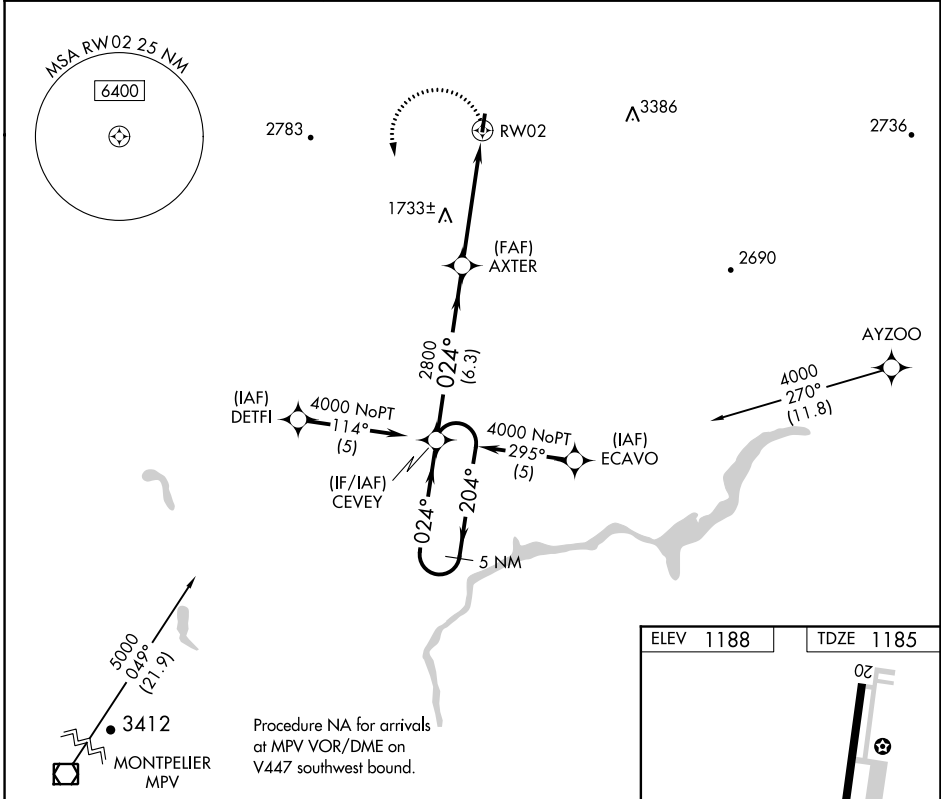 MSA RW02 25 NM
6400
2783
RW02
3386
2736
1733±
(FAF)
AXTER
2690
AYZOO
4000
270°
(11.8)
2800
024°
(6.3)
(IAF)
DETFI
4000 NoPT
114°
(5)
4000 NoPT
295°
(5)
(IAF)
ECAVO
(IF/IAF)
CEVEY
024°
204°
5 NM
5000
049°
(21.9)
3412
MONTPELIER
MPV
Procedure NA for arrivals
at MPV VOR/DME on
V447 southwest bound.
ELEV 1188
TDZE 1185
20